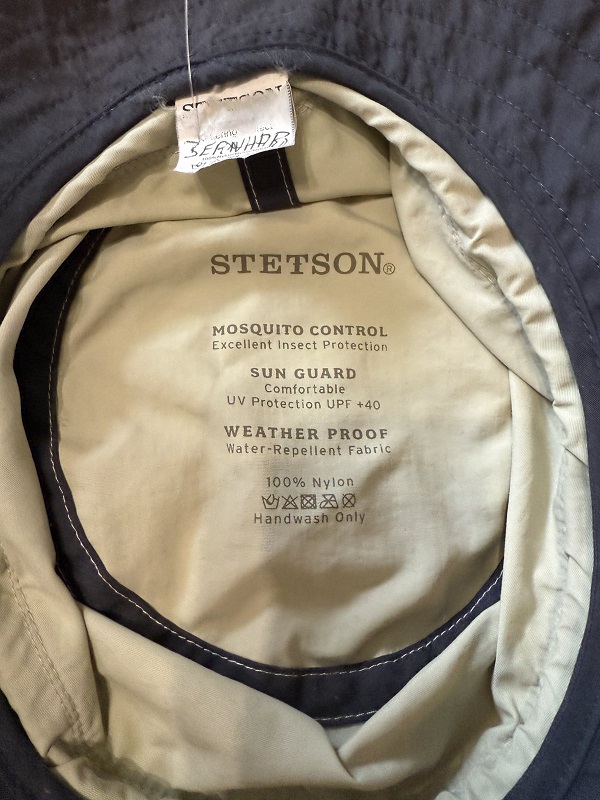 STETSON
BERNHARD
STETSON®
MOSQUITO CONTROL
Excellent Insect Protection
SUN GUARD
Comfortable
UV Protection UPF +40
WEATHER PROOF
Water-Repellent Fabric
100% Nylon
Handwash Only